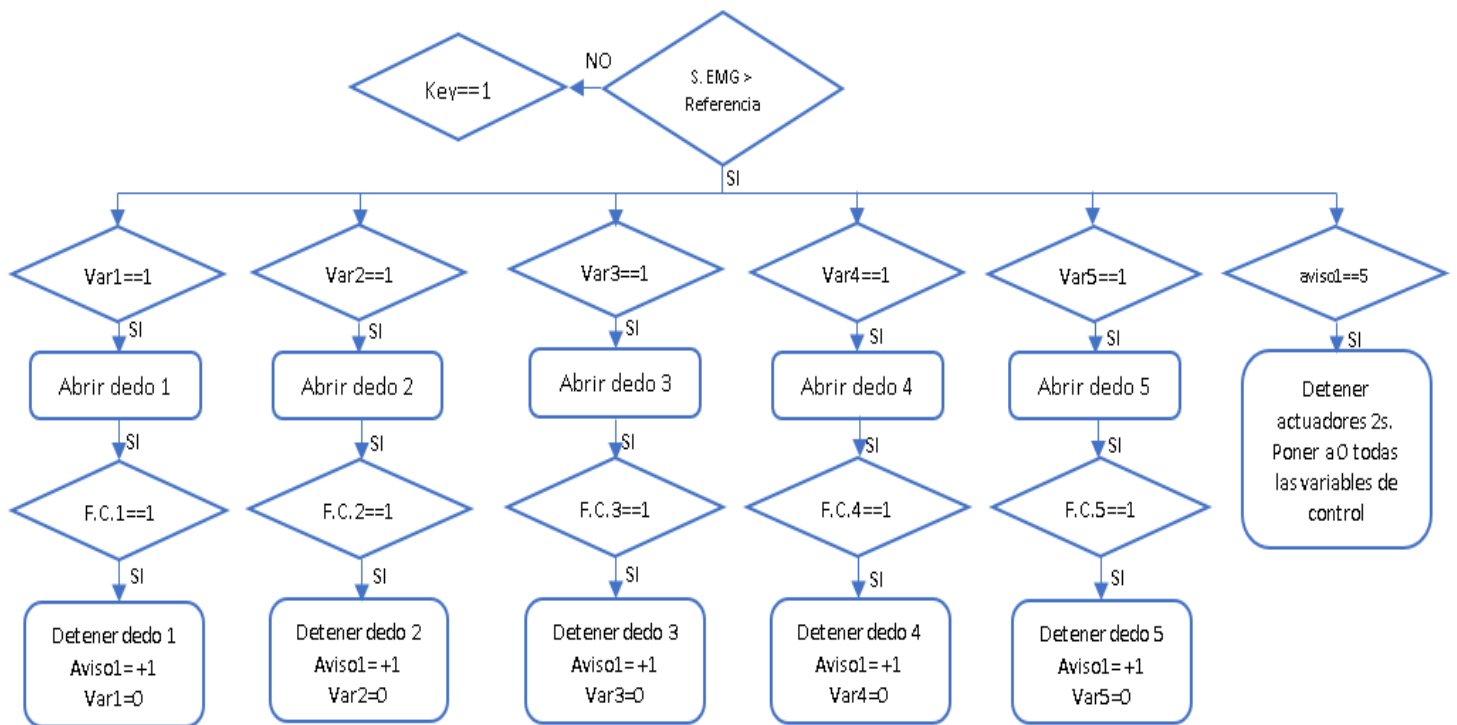 NO
S. EMG >
Key==1
Referencia
SI
Var1==1
Var2==1
Var3==1
Var4==1
Var5==1
aviso1==5
SI
SI
SI
SI
SI
SI
Abrir dedo 1
Abrir dedo 2
Abrir dedo 3
Abrir dedo 4
Abrir dedo 5
Detener
actuadores 2s.
Poner a 0 todas
las variables de
control
SI
SI
SI
SI
SI
F.C.1==1
F.C.2==1
F.C.3==1
F.C.4==1
F.C.5==1
SI
SI
SI
SI
SI
Detener dedo 1
Aviso1= +1
Var1=0
Detener dedo 2
Aviso1= +1
Var2=0
Detener dedo 3
Aviso1= +1
Var3=0
Detener dedo 4
Aviso1= +1
Var4=0
Detener dedo 5
Aviso1= +1
Var5=0